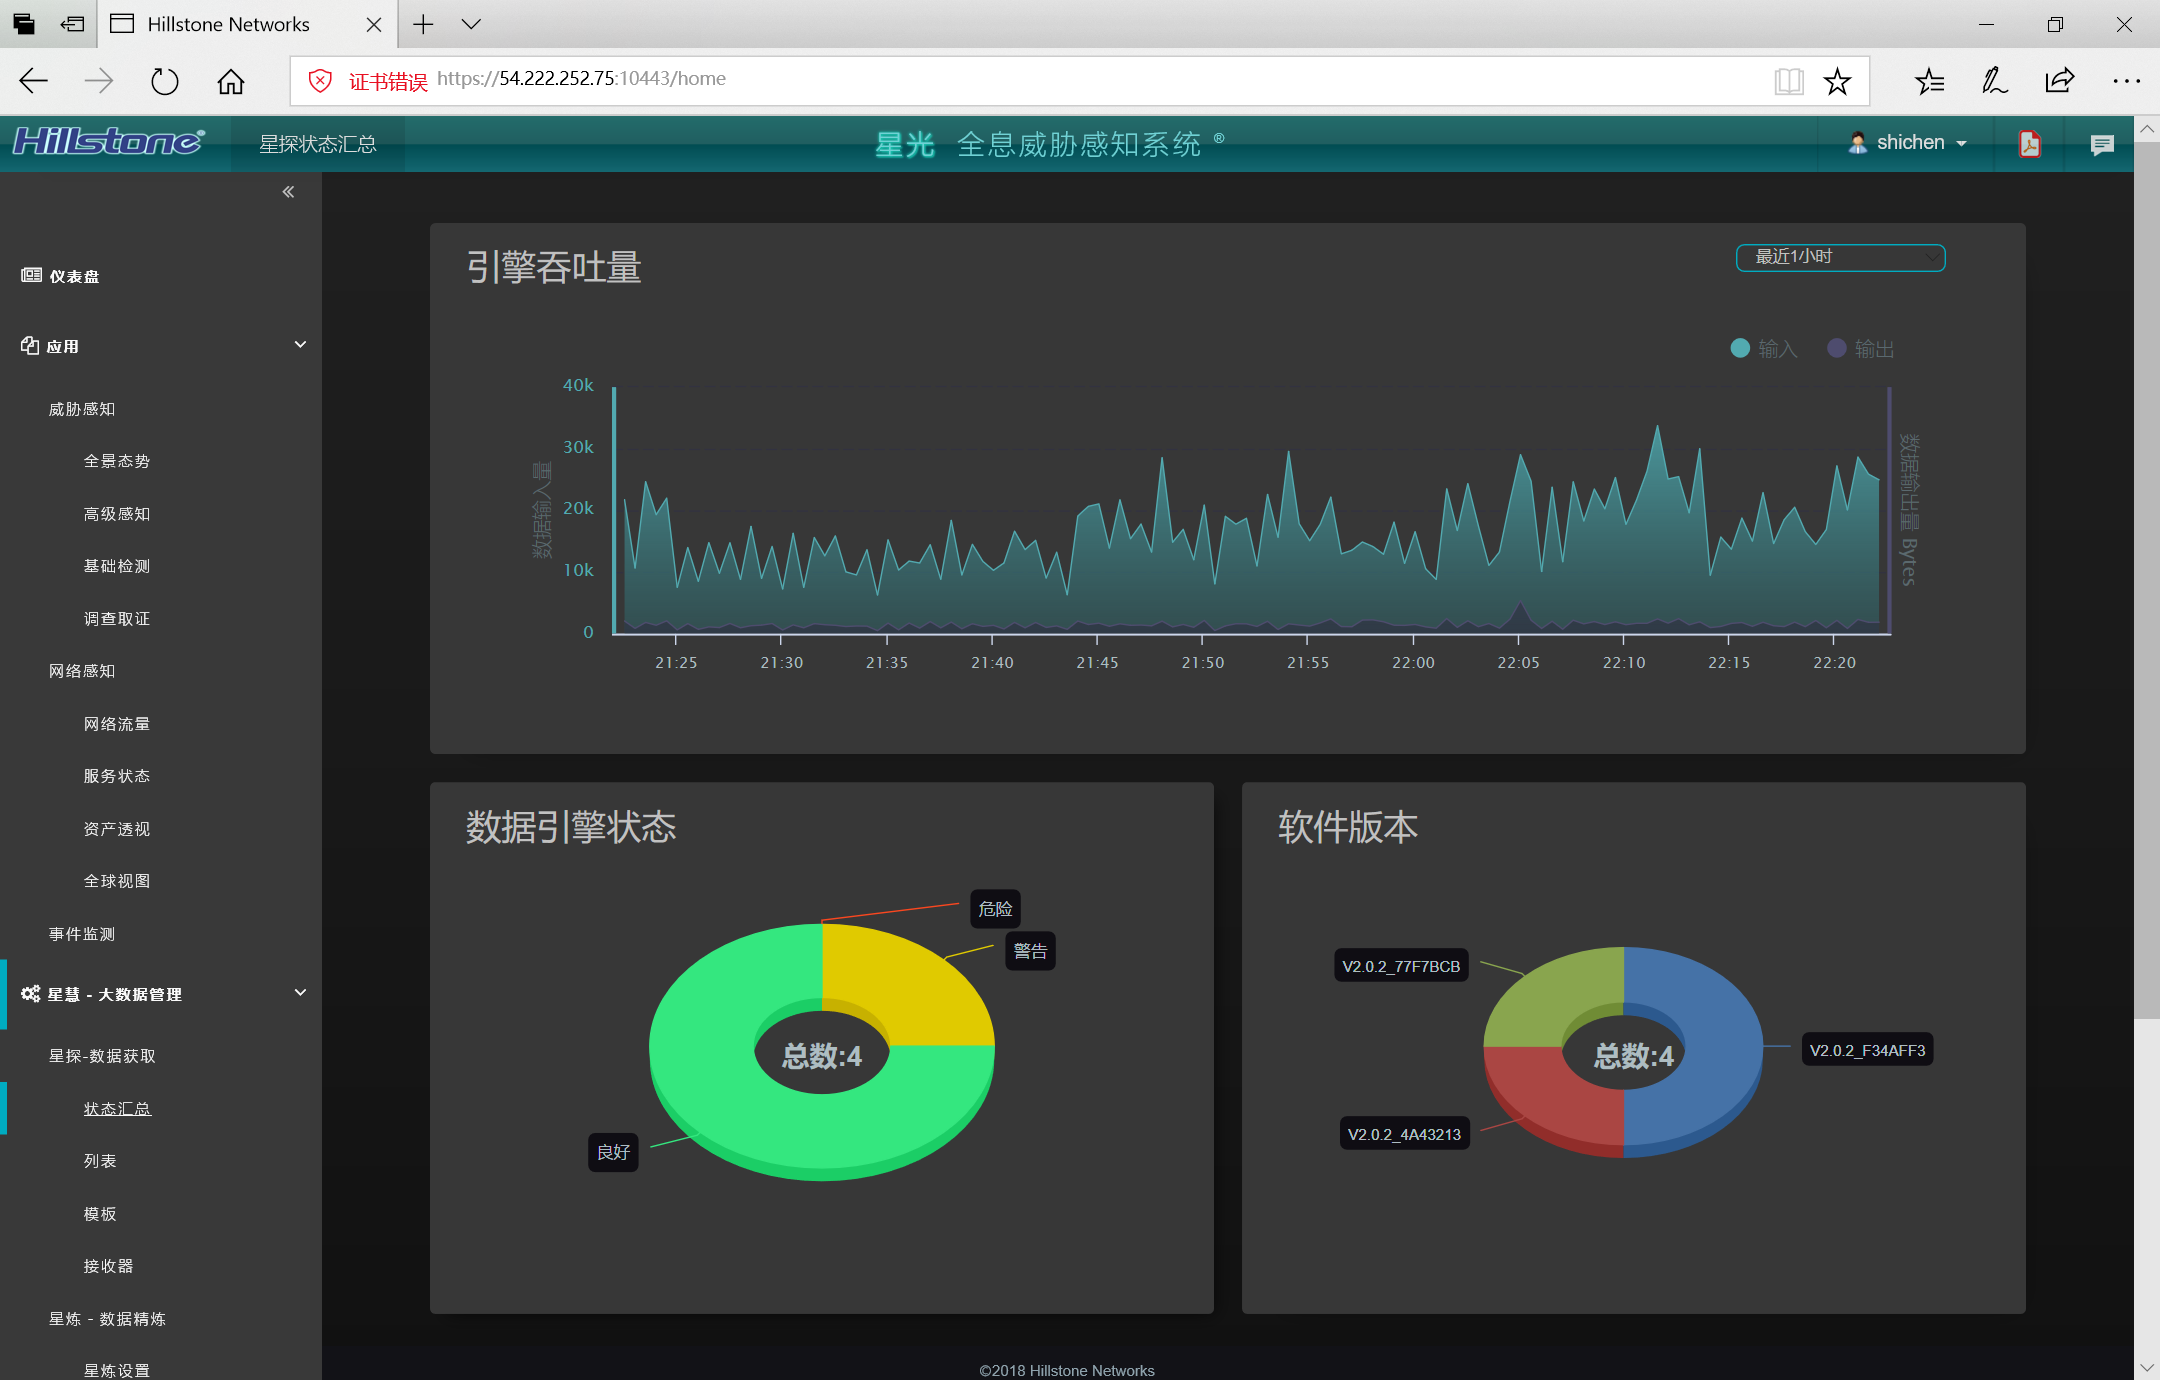 Hillstone Networks
证书错误 https://54.222.252.75:10443/home
Hillstone®
星探状态汇总
星光 全息威胁感知系统 ®
shichen
仪表盘
应用
威胁感知
全景态势
高级感知
基础检测
调查取证
网络感知
网络流量
服务状态
资产透视
全球视图
事件监测
星慧 - 大数据管理
星探-数据获取
状态汇总
列表
模板
接收器
星炼 - 数据精炼
星炼设置
引擎吞吐量
最近1小时
输入 输出
数据输入量
40k
30k
20k
10k
0
数据输出量 Bytes
21:25 21:30 21:35 21:40 21:45 21:50 21:55 22:00 22:05 22:10 22:15 22:20
数据引擎状态
危险
警告
总数:4
良好
软件版本
V2.0.2_77F7BCB
V2.0.2_F34AFF3
总数:4
V2.0.2_4A43213
©2018 Hillstone Networks